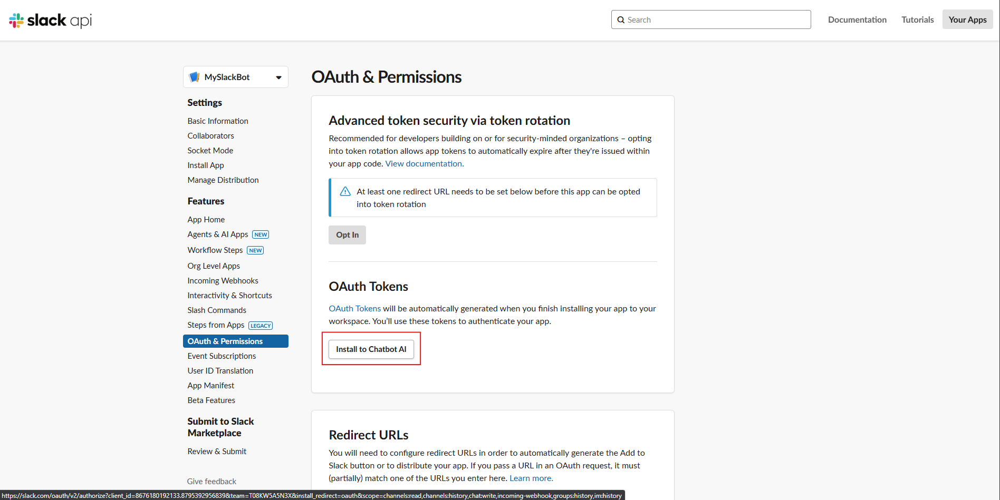 slack api
Search
Documentation
Tutorials
Your Apps
MySlackBot
Settings
Basic Information
Collaborators
Socket Mode
Install App
Manage Distribution
Features
App Home
Agents & AI Apps NEW
Workflow Steps NEW
Org Level Apps
Incoming Webhooks
Interactivity & Shortcuts
Slash Commands
Steps from Apps LEGACY
OAuth & Permissions
Event Subscriptions
User ID Translation
App Manifest
Beta Features
Submit to Slack
Marketplace
Review & Submit
Give feedback
OAuth & Permissions
Advanced token security via token rotation
Recommended for developers building on or for security-minded organizations – opting
into token rotation allows app tokens to automatically expire after they're issued within
your app code. View documentation.
At least one redirect URL needs to be set below before this app can be opted
into token rotation
Opt In
OAuth Tokens
OAuth Tokens will be automatically generated when you finish installing your app to your
workspace. You’ll use these tokens to authenticate your app.
Install to Chatbot AI
Redirect URLs
You will need to configure redirect URLs in order to automatically generate the Add to
Slack button or to distribute your app. If you pass a URL in an OAuth request, it must
(partially) match one of the URLs you enter here. Learn more.
https://slack.com/oauth/v2/authorize?client_id=8676180192133.8795392956839&team=T08KW5A5N3X&install_redirect=oauth&scope=channels:read,channels:history,chat:write,incoming-webhook,groups:history,im:history